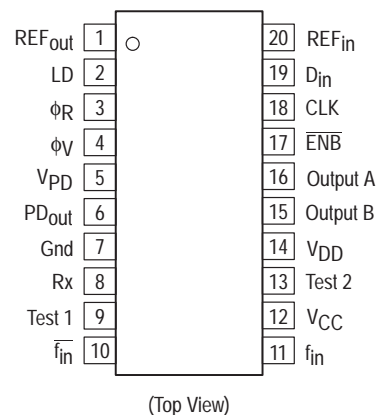 REFout 1 20 REFin
LD 2 19 Din
ϕR 3 18 CLK
ϕV 4 17 E̅N̅B̅
VPD 5 16 Output A
PDout 6 15 Output B
Gnd 7 14 VDD
Rx 8 13 Test 2
Test 1 9 12 VCC
f̅i̅n̅ 10 11 fin
(Top View)